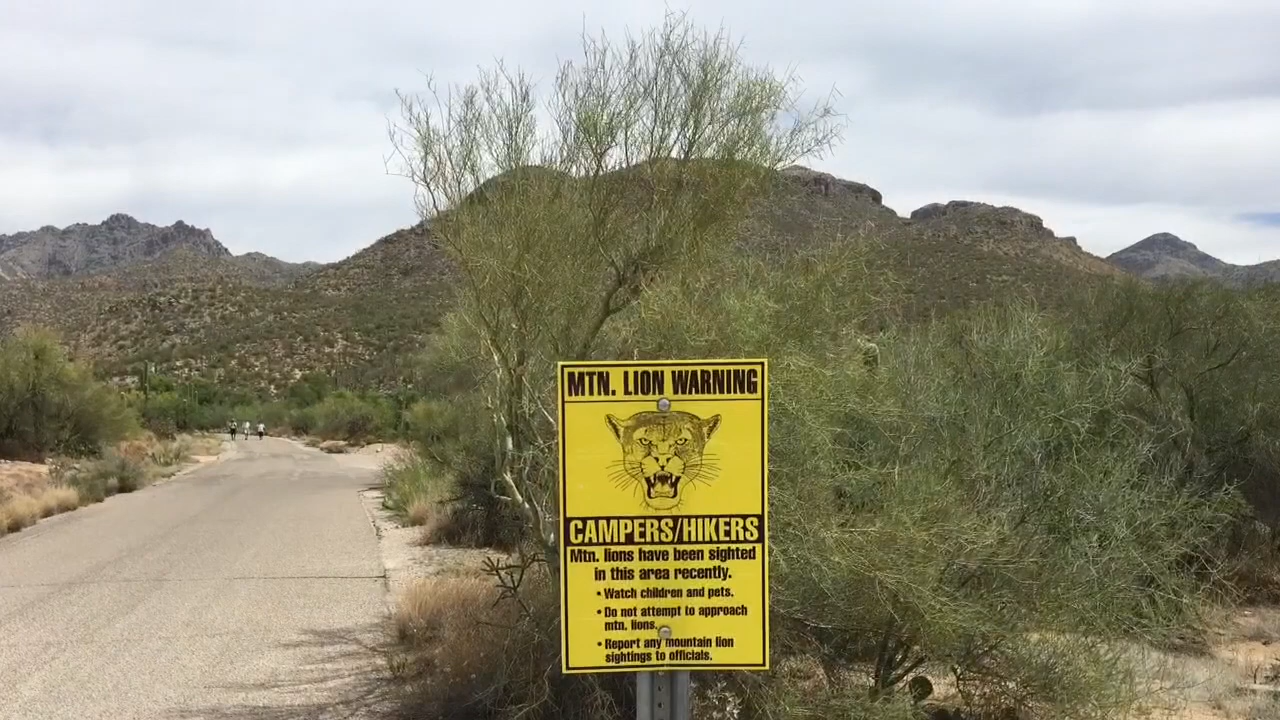 MTN. LION WARNING
CAMPERS/HIKERS
Mtn. lions have been sighted
in this area recently.
• Watch children and pets.
• Do not attempt to approach
mtn. lions.
• Report any mountain lion
sightings to officials.